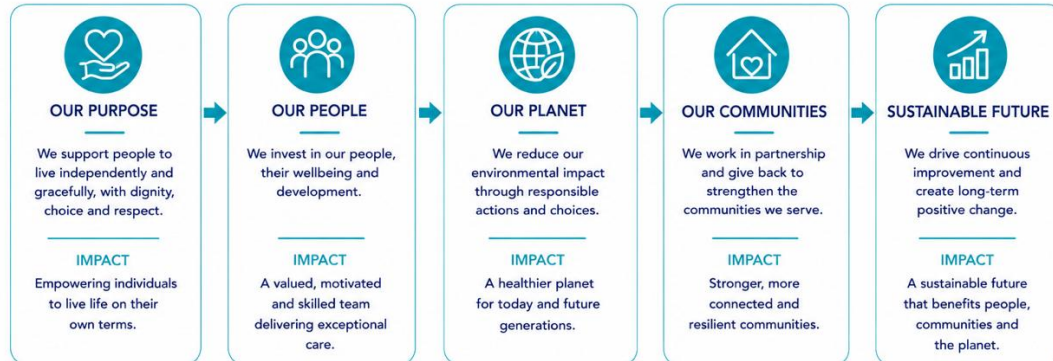 OUR PURPOSE
We support people to
live independently and
gracefully, with dignity,
choice and respect.
IMPACT
Empowering individuals
to live life on their
own terms.
OUR PEOPLE
We invest in our people,
their wellbeing and
development.
IMPACT
A valued, motivated
and skilled team
delivering exceptional
care.
OUR PLANET
We reduce our
environmental impact
through responsible
actions and choices.
IMPACT
A healthier planet
for today and future
generations.
OUR COMMUNITIES
We work in partnership
and give back to
strengthen the
communities we serve.
IMPACT
Stronger, more
connected and
resilient communities.
SUSTAINABLE FUTURE
We drive continuous
improvement and
create long-term
positive change.
IMPACT
A sustainable future
that benefits people,
communities and
the planet.